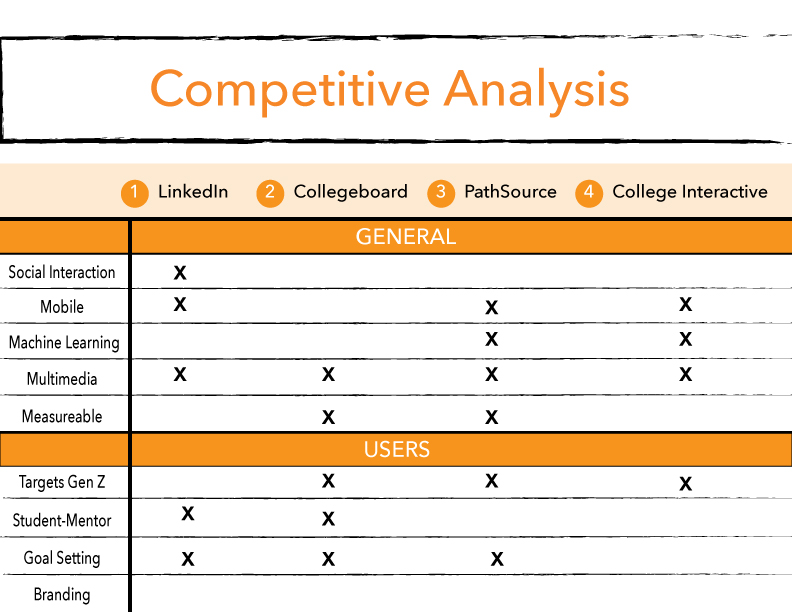 Competitive Analysis
1 LinkedIn 2 Collegeboard 3 PathSource 4 College Interactive
GENERAL
Social Interaction X
Mobile X X X
Machine Learning X X
Multimedia X X X X
Measureable X X
USERS
Targets Gen Z X X X
Student-Mentor X X
Goal Setting X X X
Branding